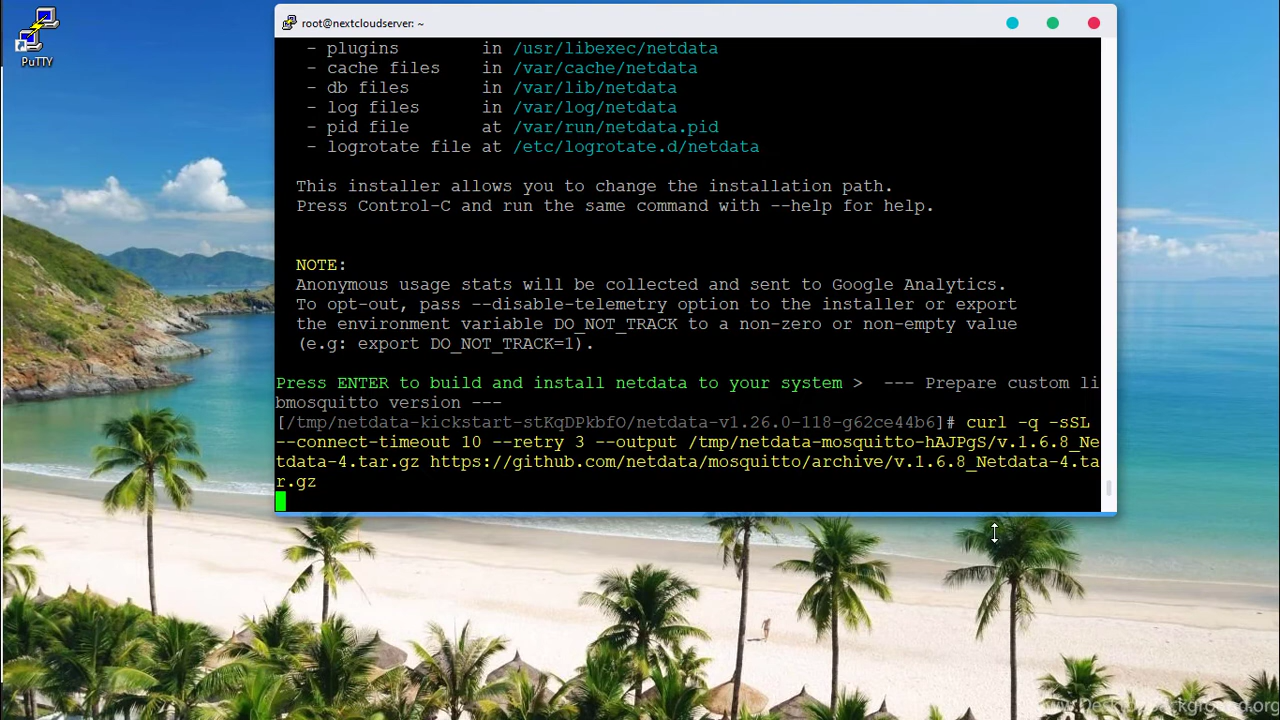 PuTTY
root@nextcloudserver: ~
- plugins in /usr/libexec/netdata
- cache files in /var/cache/netdata
- db files in /var/lib/netdata
- log files in /var/log/netdata
- pid file at /var/run/netdata.pid
- logrotate file at /etc/logrotate.d/netdata
This installer allows you to change the installation path.
Press Control-C and run the same command with --help for help.
NOTE:
Anonymous usage stats will be collected and sent to Google Analytics.
To opt-out, pass --disable-telemetry option to the installer or export
the environment variable DO_NOT_TRACK to a non-zero or non-empty value
(e.g: export DO_NOT_TRACK=1).
Press ENTER to build and install netdata to your system > --- Prepare custom li
bmosquitto version ---
[/tmp/netdata-kickstart-stKqDPkbfO/netdata-v1.26.0-118-g62ce44b6]# curl -q -sSL
--connect-timeout 10 --retry 3 --output /tmp/netdata-mosquitto-hAJPgS/v.1.6.8_Ne
tdata-4.tar.gz https://github.com/netdata/mosquitto/archive/v.1.6.8_Netdata-4.ta
r.gz